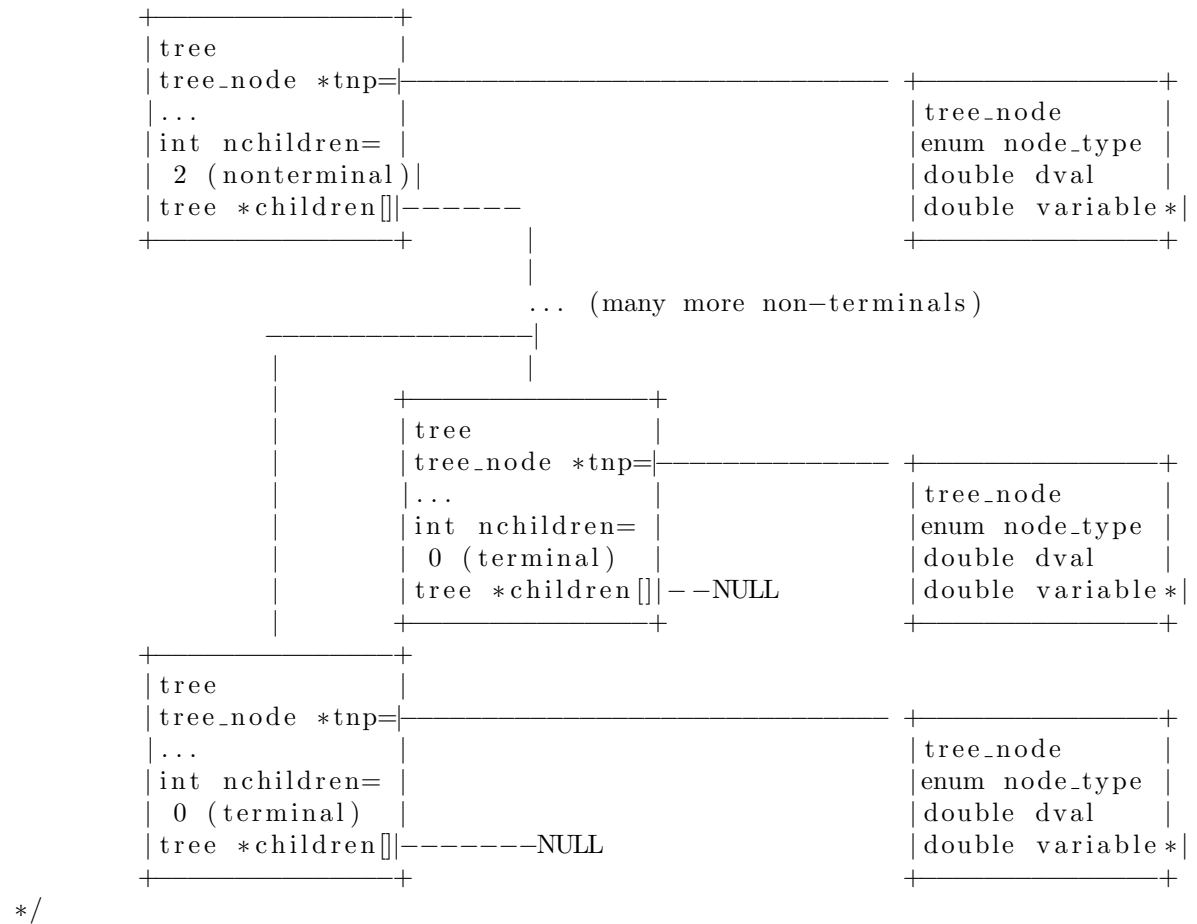 +---------------+
|tree           |
|tree_node *tnp=|------------------------------ +---------------+
|...            |                               |tree_node      |
|int nchildren= |                               |enum node_type |
| 2 (nonterminal)|                              |double dval    |
|tree *children[]|------                        |double variable*|
+---------------+       |                       +---------------+
                        |
                        ... (many more non-terminals)
        ----------------|
        |               |
        |       +---------------+
        |       |tree           |
        |       |tree_node *tnp=|-------------- +---------------+
        |       |...            |               |tree_node      |
        |       |int nchildren= |               |enum node_type |
        |       | 0 (terminal)  |               |double dval    |
        |       |tree *children[]|--NULL        |double variable*|
        |       +---------------+               +---------------+
+---------------+
|tree           |
|tree_node *tnp=|------------------------------ +---------------+
|...            |                               |tree_node      |
|int nchildren= |                               |enum node_type |
| 0 (terminal)  |                               |double dval    |
|tree *children[]|-------NULL                   |double variable*|
+---------------+                               +---------------+
*/